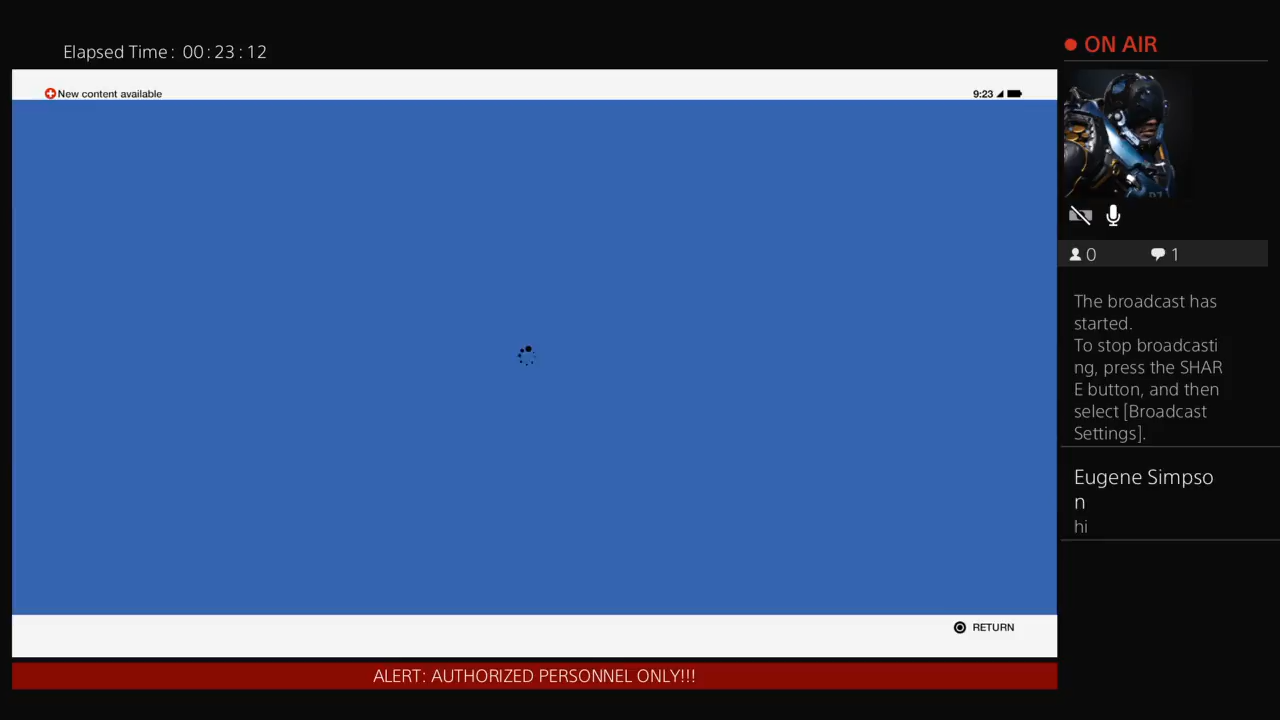 Elapsed Time: 00:23:12
ON AIR
New content available
9:23
0
1
The broadcast has
started.
To stop broadcasti
ng, press the SHAR
E button, and then
select [Broadcast
Settings].
Eugene Simpso
n
hi
RETURN
ALERT: AUTHORIZED PERSONNEL ONLY!!!